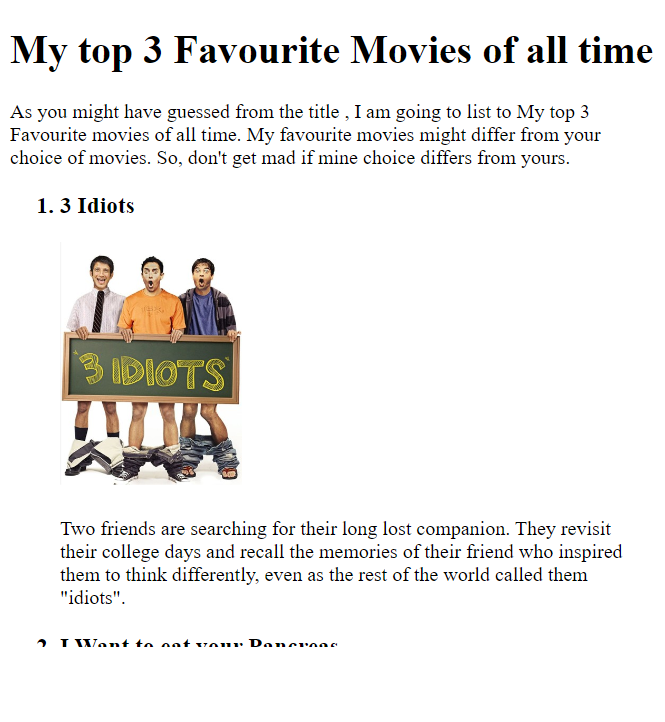 My top 3 Favourite Movies of all time
As you might have guessed from the title , I am going to list to My top 3
Favourite movies of all time. My favourite movies might differ from your
choice of movies. So, don't get mad if mine choice differs from yours.
1. 3 Idiots
'3 IDIOTS'
Two friends are searching for their long lost companion. They revisit
their college days and recall the memories of their friend who inspired
them to think differently, even as the rest of the world called them
"idiots".
2. I Want to eat your Pancreas